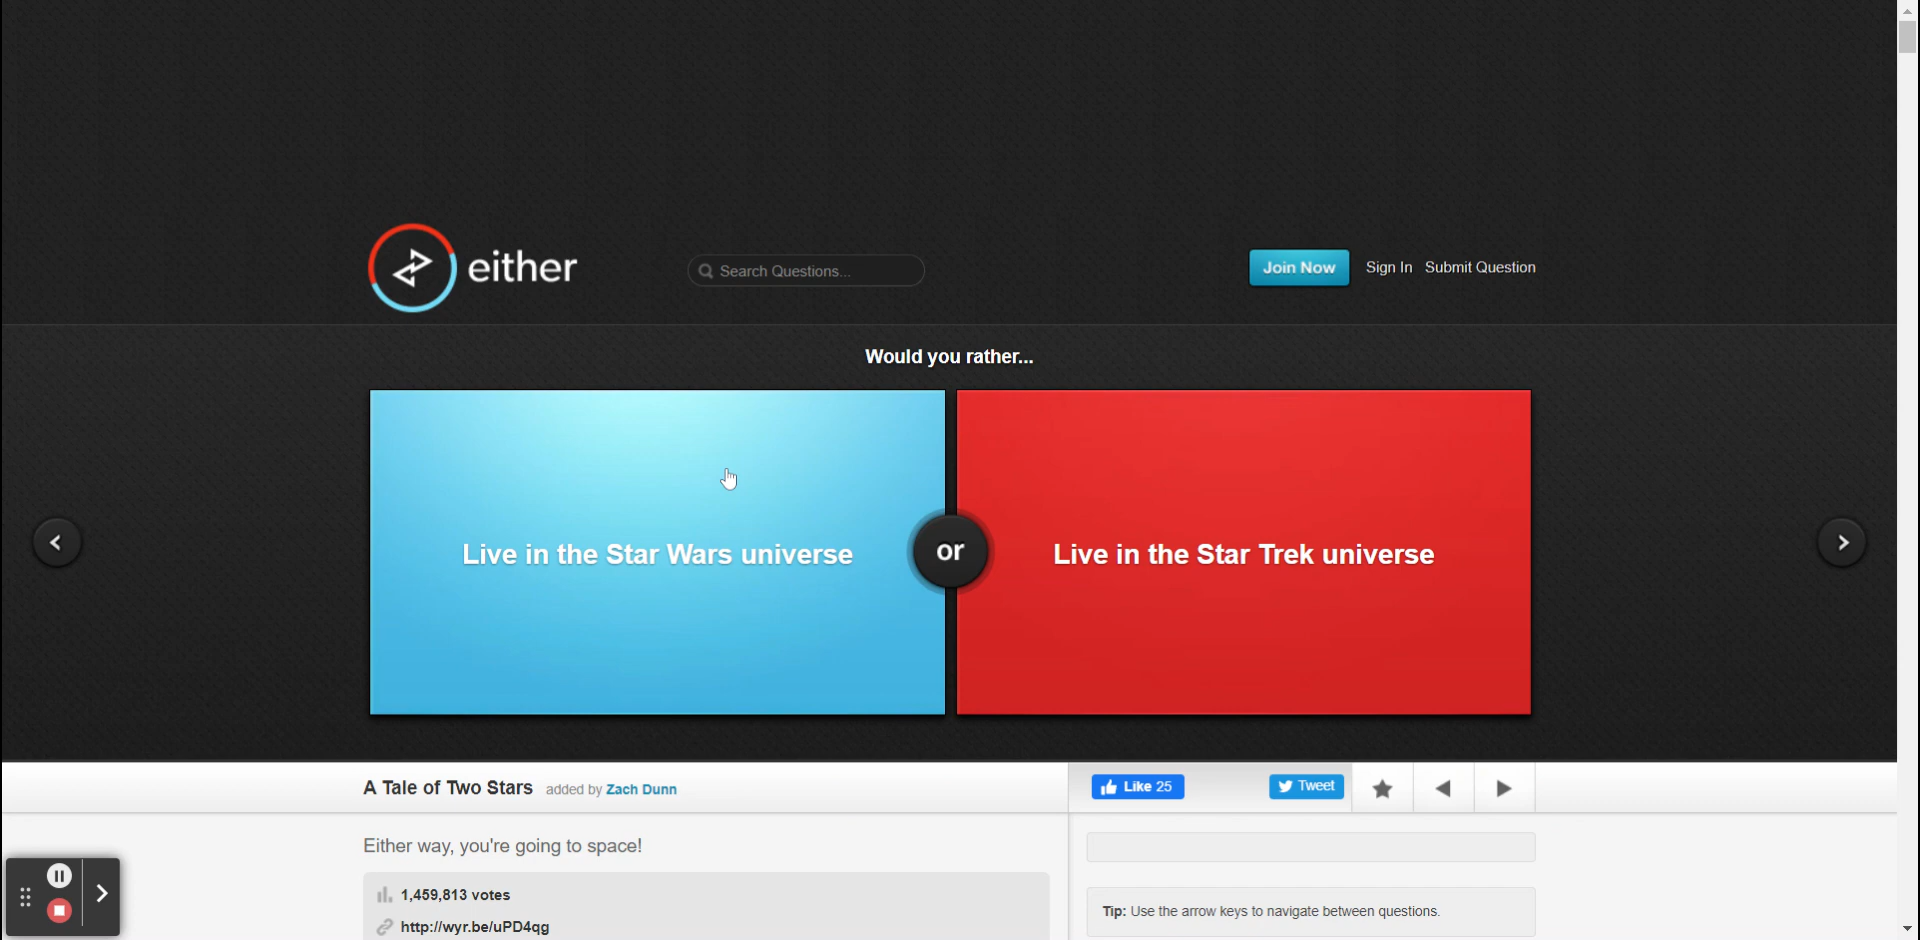 either
Search Questions...
Join Now
Sign In
Submit Question
Would you rather...
Live in the Star Wars universe
or
Live in the Star Trek universe
A Tale of Two Stars added by Zach Dunn
Like 25
Tweet
Either way, you're going to space!
1,459,813 votes
http://wyr.be/uPD4qg
Tip: Use the arrow keys to navigate between questions.